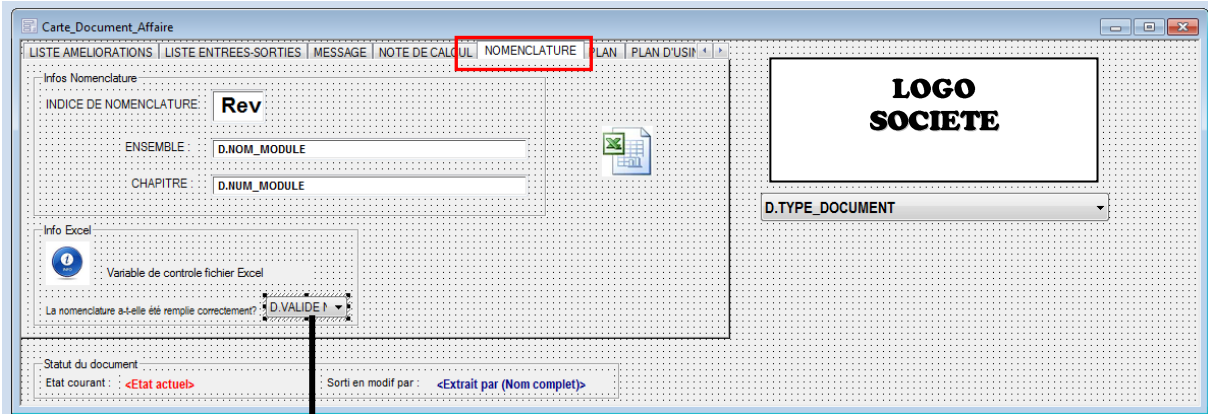 Carte_Document_Affaire
LISTE AMELIORATIONS LISTE ENTREES-SORTIES MESSAGE NOTE DE CALCUL NOMENCLATURE PLAN PLAN D'USIN
Infos Nomenclature
INDICE DE NOMENCLATURE: Rev
LOGO
SOCIETE
ENSEMBLE : D.NOM_MODULE
CHAPITRE : D.NUM_MODULE
D.TYPE_DOCUMENT
Info Excel
INFO
Variable de controle fichier Excel
La nomenclature a-t-elle été remplie correctement? D.VALIDE N
Statut du document
Etat courant : <Etat actuel> Sorti en modif par : <Extrait par (Nom complet)>